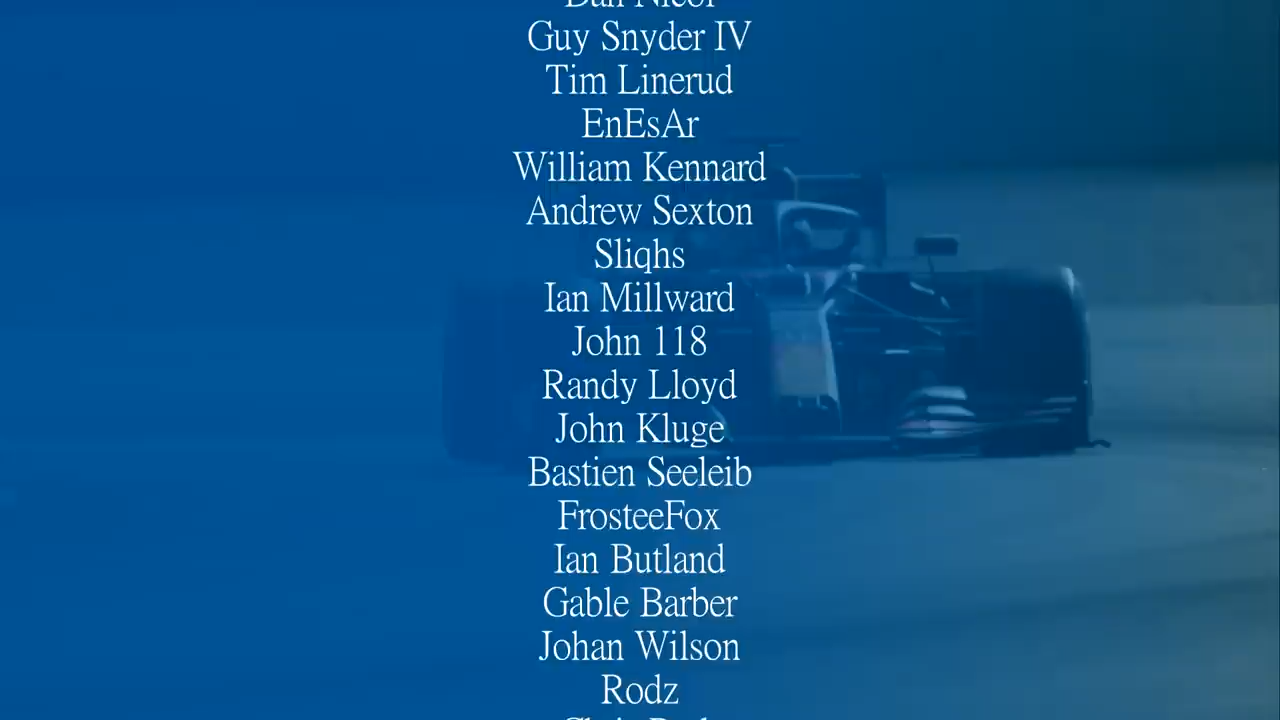 Guy Snyder IV
Tim Linerud
EnEsAr
William Kennard
Andrew Sexton
Sliqhs
Ian Millward
John 118
Randy Lloyd
John Kluge
Bastien Seeleib
FrosteeFox
Ian Butland
Gable Barber
Johan Wilson
Rodz